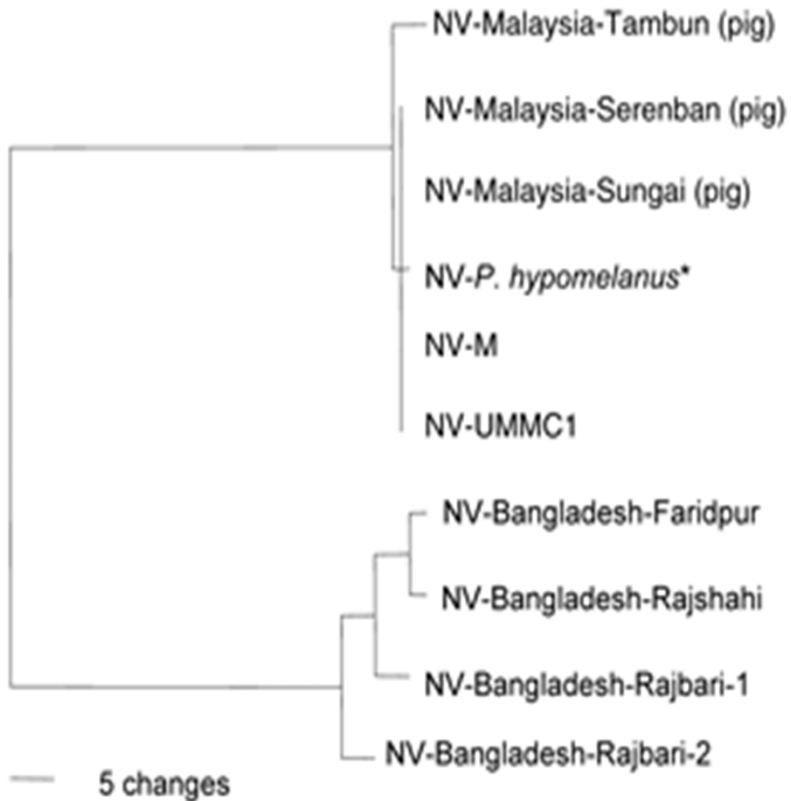 NV-Malaysia-Tambun (pig)
NV-Malaysia-Serenban (pig)
NV-Malaysia-Sungai (pig)
NV-P. hypomelanus*
NV-M
NV-UMMC1
NV-Bangladesh-Faridpur
NV-Bangladesh-Rajshahi
NV-Bangladesh-Rajbari-1
NV-Bangladesh-Rajbari-2
5 changes